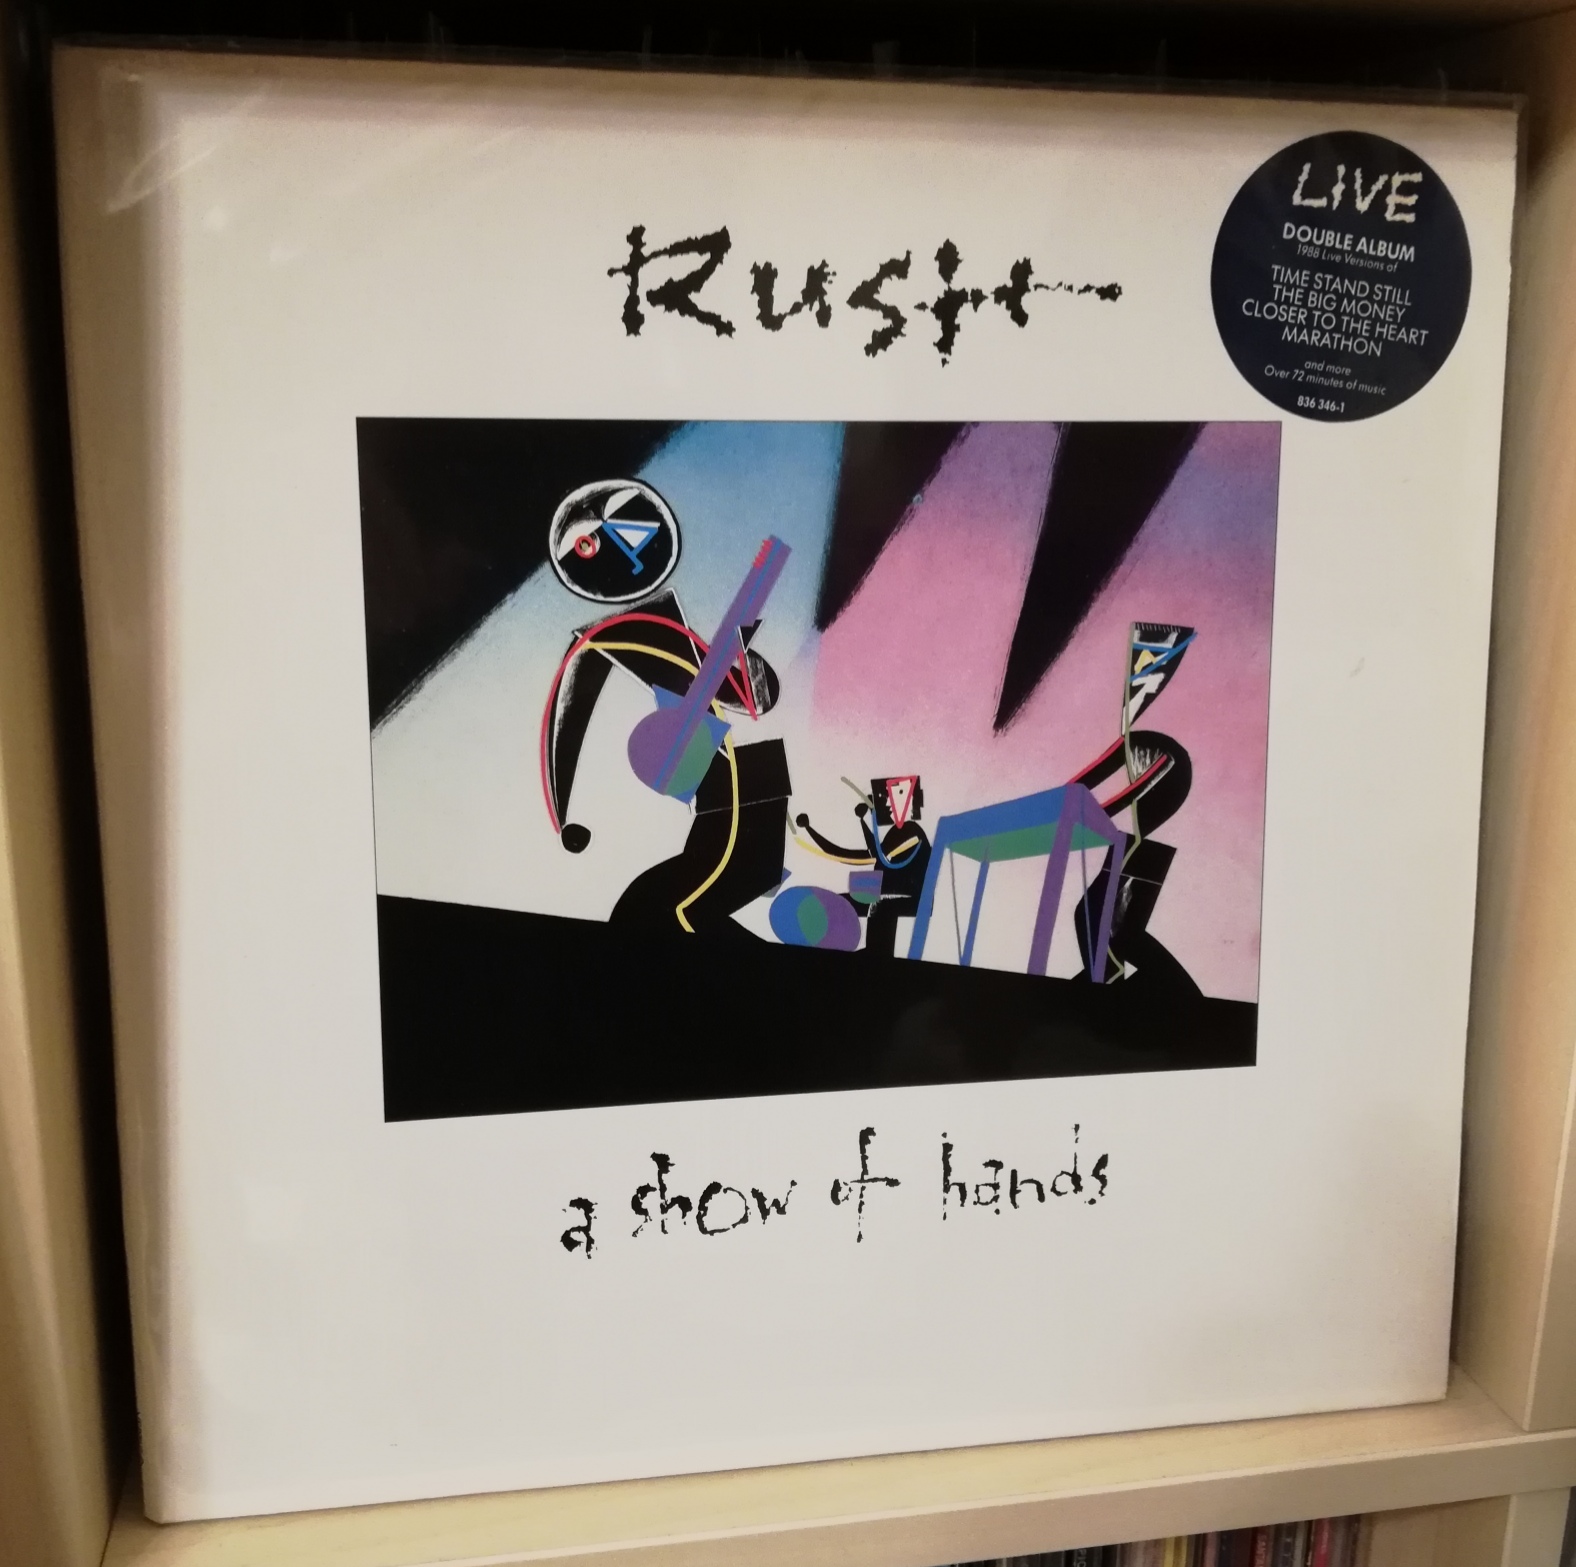 Rush
LIVE
DOUBLE ALBUM
1988 Live Versions of
TIME STAND STILL
THE BIG MONEY
CLOSER TO THE HEART
MARATHON
and more
Over 72 minutes of music
836 346-1
a show of hands